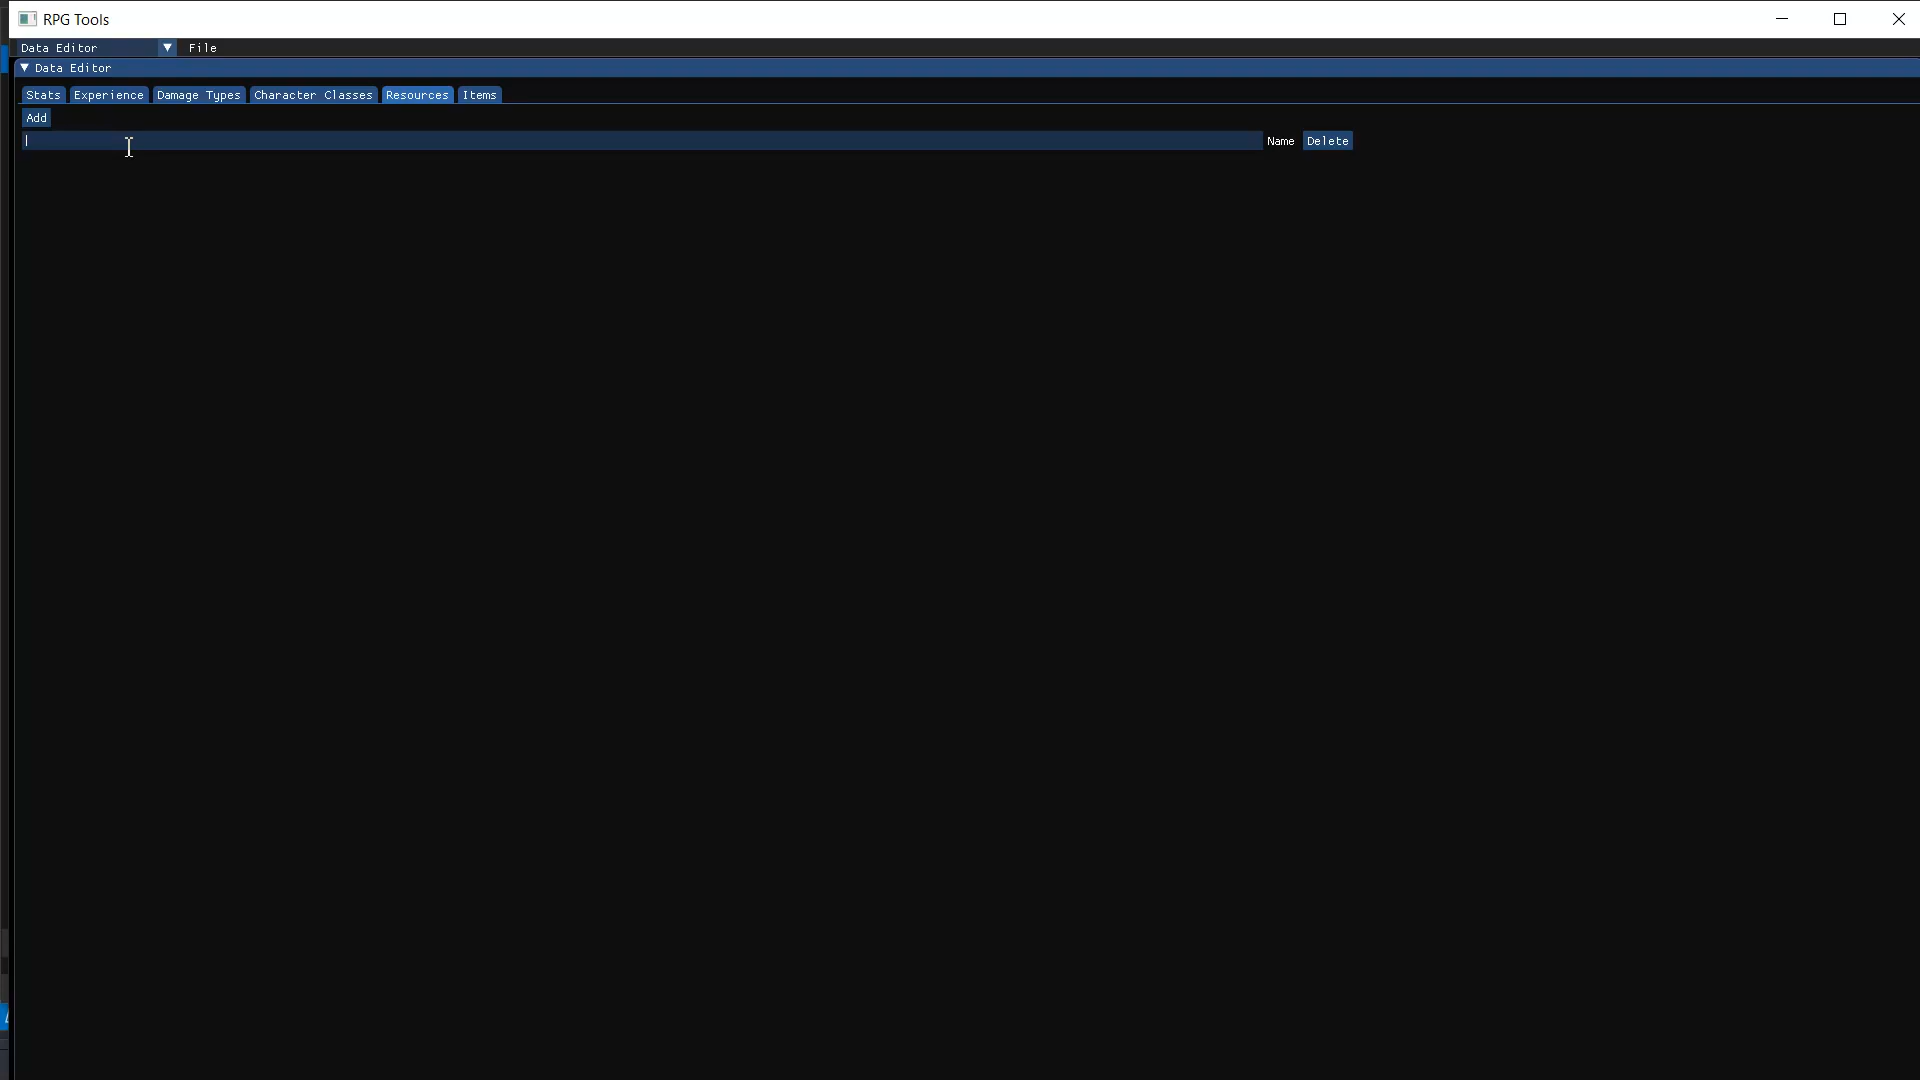 RPG Tools
Data Editor File
Data Editor
Stats Experience Damage Types Character Classes Resources Items
Add
Name Delete